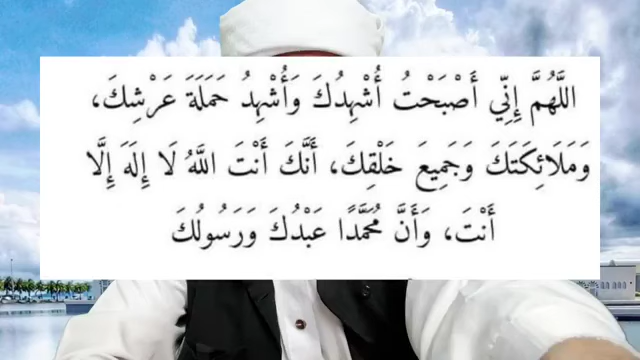 اللَّهُمَّ إِنِّي أَصْبَحْتُ أُشْهِدُكَ وَأُشْهِدُ حَمَلَةَ عَرْشِكَ،
وَمَلَائِكَتَكَ وَجَمِيعَ خَلْقِكَ، أَنَّكَ أَنْتَ اللَّهُ لَا إِلَهَ إِلَّا
أَنْتَ، وَأَنَّ مُحَمَّدًا عَبْدُكَ وَرَسُولُكَ